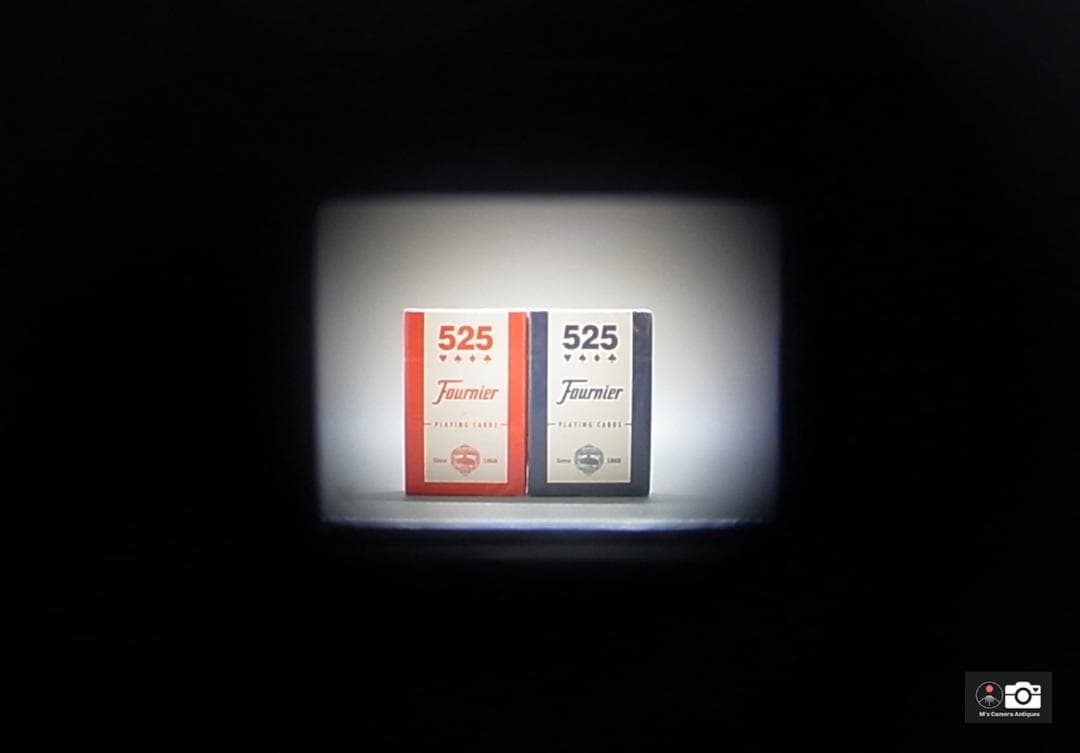 525
Fournier
PLAYING CARDS
Since 1868
525
Fournier
PLAYING CARDS
Since 1868
M's Camera Antiques